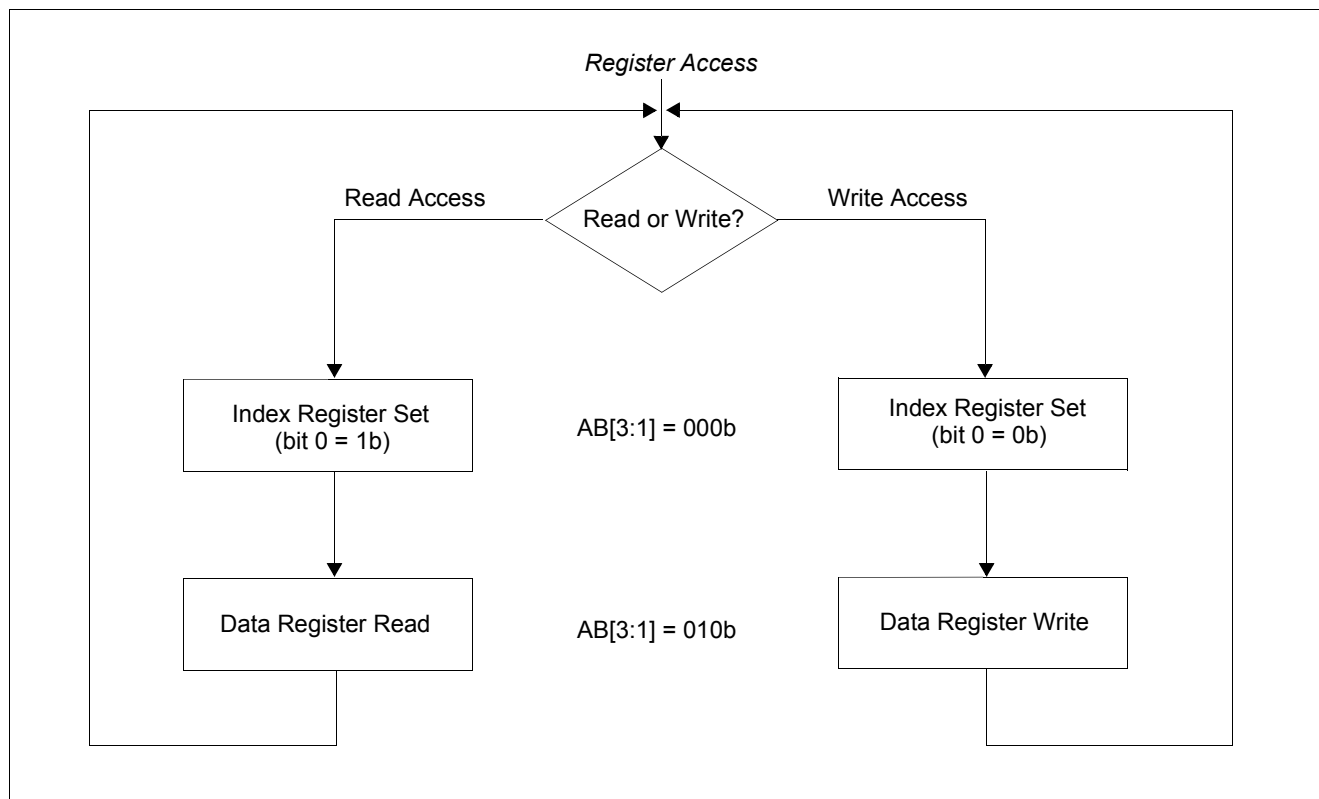 Register Access
Read Access
Write Access
Read or Write?
Index Register Set
(bit 0 = 1b)
AB[3:1] = 000b
Index Register Set
(bit 0 = 0b)
Data Register Read
AB[3:1] = 010b
Data Register Write